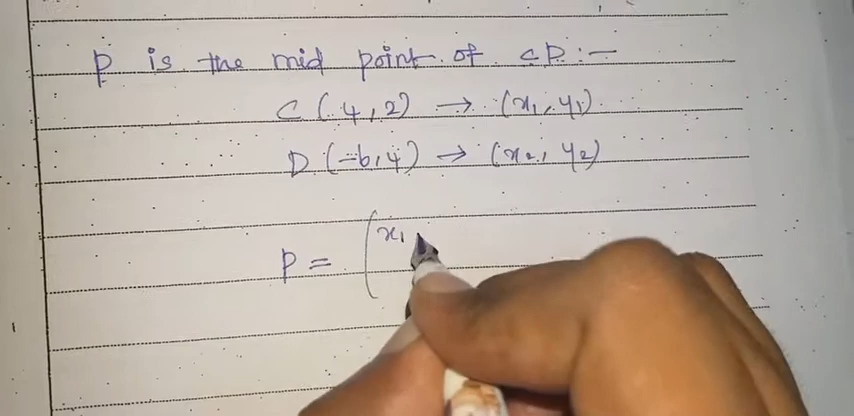 P is the mid point of CD :-
C (4, 2) → (x₁, y₁)
D (-6, 4) → (x₂, y₂)
P = ( x₁